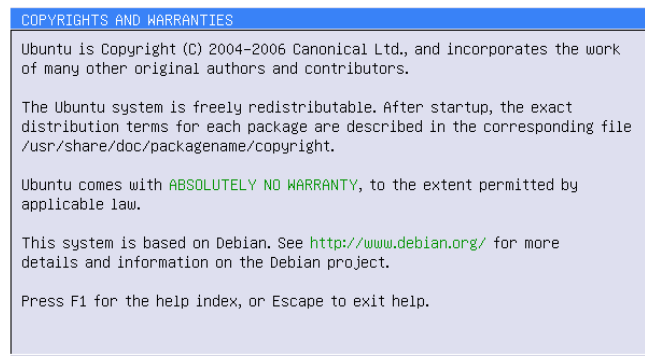 COPYRIGHTS AND WARRANTIES
Ubuntu is Copyright (C) 2004-2006 Canonical Ltd., and incorporates the work
of many other original authors and contributors.
The Ubuntu system is freely redistributable. After startup, the exact
distribution terms for each package are described in the corresponding file
/usr/share/doc/packagename/copyright.
Ubuntu comes with ABSOLUTELY NO WARRANTY, to the extent permitted by
applicable law.
This system is based on Debian. See http://www.debian.org/ for more
details and information on the Debian project.
Press F1 for the help index, or Escape to exit help.